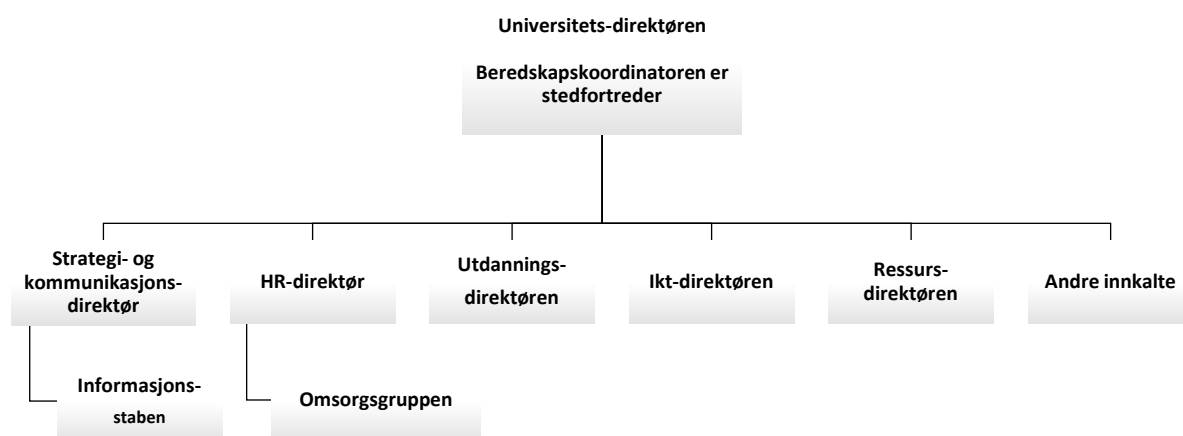 Universitets-direktøren
Beredskapskoordinatoren er
stedfortreder
Strategi- og
kommunikasjons-
direktør
HR-direktør
Utdannings-
direktøren
Ikt-direktøren
Ressurs-
direktøren
Andre innkalte
Informasjons-
staben
Omsorgsgruppen